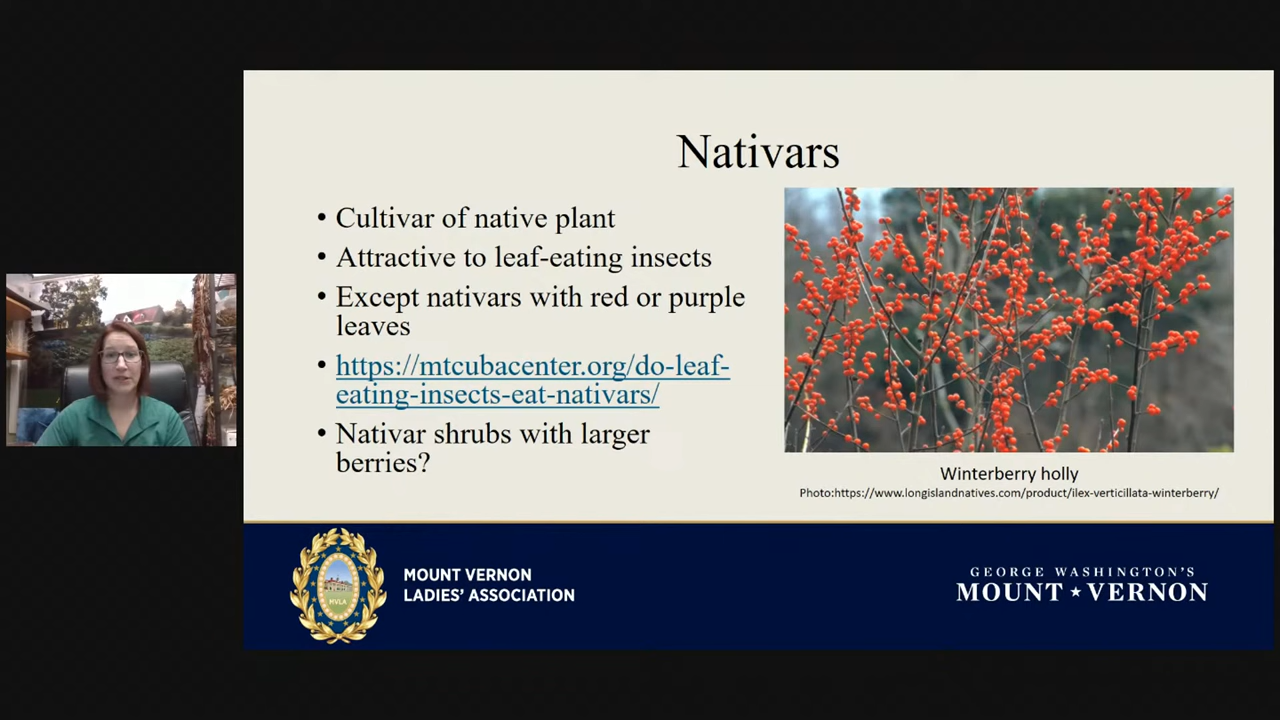 Nativars
• Cultivar of native plant
• Attractive to leaf-eating insects
• Except nativars with red or purple
leaves
• https://mtcubacenter.org/do-leaf-
eating-insects-eat-nativars/
• Nativar shrubs with larger
berries?
Winterberry holly
Photo:https://www.longislandnatives.com/product/ilex-verticillata-winterberry/
MVLA
MOUNT VERNON
LADIES' ASSOCIATION
GEORGE WASHINGTON'S
MOUNT★VERNON